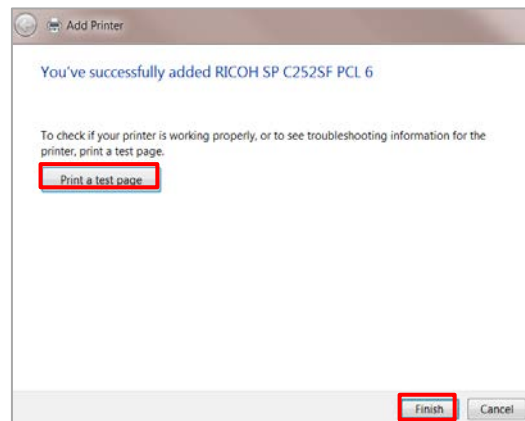 Add Printer
You've successfully added RICOH SP C252SF PCL 6
To check if your printer is working properly, or to see troubleshooting information for the
printer, print a test page.
Print a test page
Finish Cancel